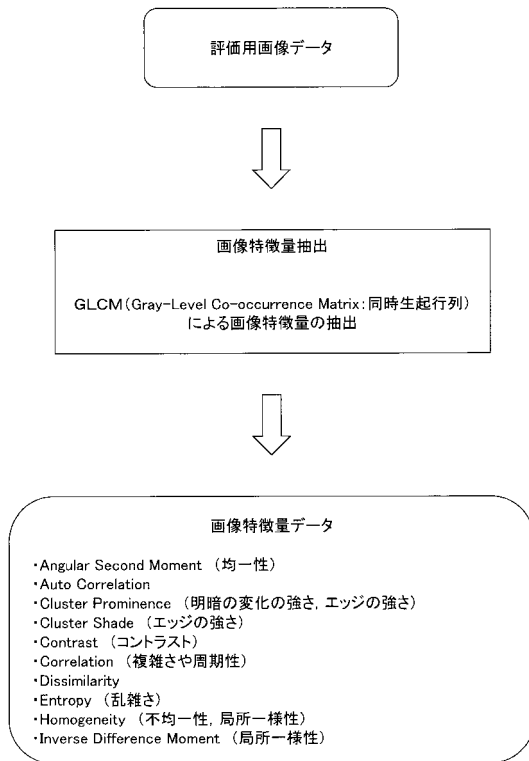 評価用画像データ
画像特徴量抽出
GLCM（Gray-Level Co-occurrence Matrix：同時生起行列）
による画像特徴量の抽出
画像特徴量データ
・Angular Second Moment （均一性）
・Auto Correlation
・Cluster Prominence （明暗の変化の強さ，エッジの強さ）
・Cluster Shade （エッジの強さ）
・Contrast （コントラスト）
・Correlation （複雑さや周期性）
・Dissimilarity
・Entropy （乱雑さ）
・Homogeneity （不均一性，局所一様性）
・Inverse Difference Moment （局所一様性）